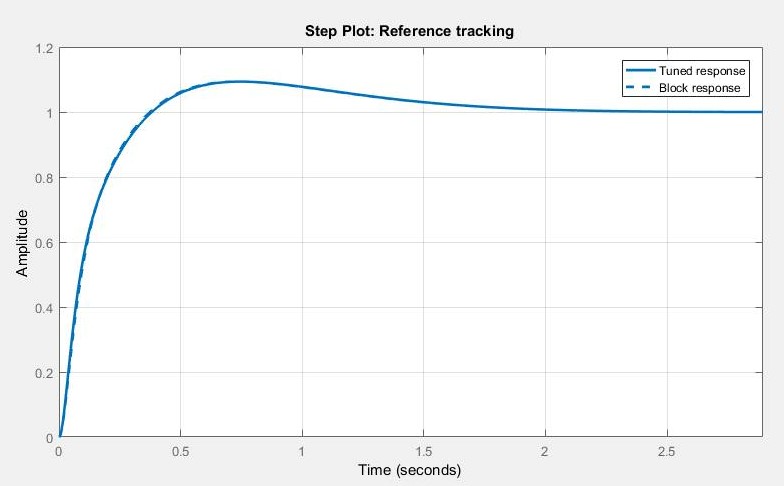 Step Plot: Reference tracking
1.2
Tuned response
Block response
1
0.8
0.6
0.4
0.2
0
Amplitude
0 0.5 1 1.5 2 2.5
Time (seconds)